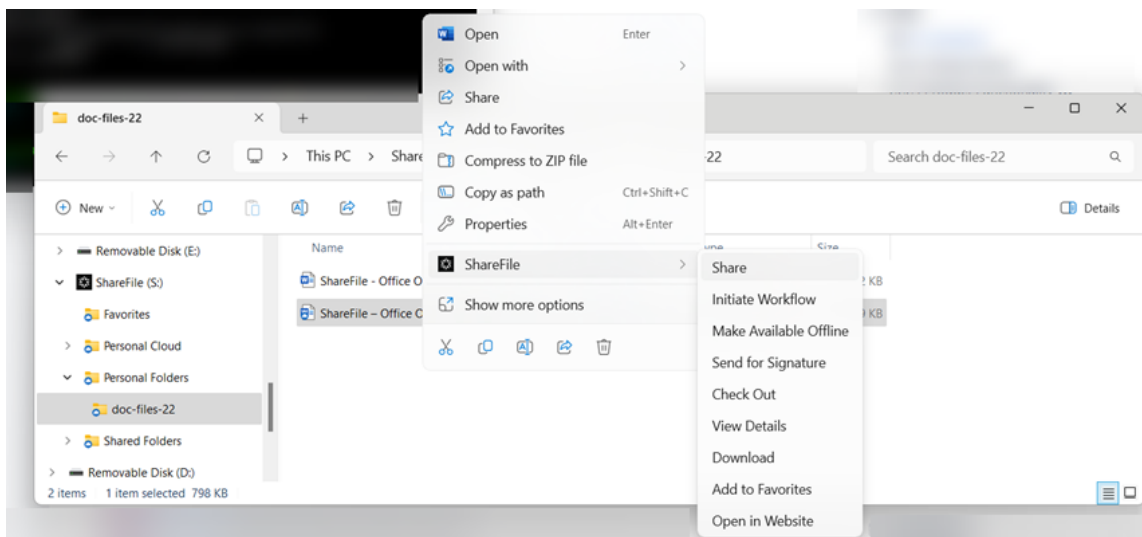 Open Enter
Open with
Share
Add to Favorites
Compress to ZIP file
Copy as path Ctrl+Shift+C
Properties Alt+Enter
ShareFile
Show more options
doc-files-22
This PC Share
-22
Search doc-files-22
New
Details
Removable Disk (E:)
ShareFile (S:)
Favorites
Personal Cloud
Personal Folders
doc-files-22
Shared Folders
Removable Disk (D:)
2 items 1 item selected 798 KB
Name Size
ShareFile - Office O KB
ShareFile – Office O KB
Share
Initiate Workflow
Make Available Offline
Send for Signature
Check Out
View Details
Download
Add to Favorites
Open in Website